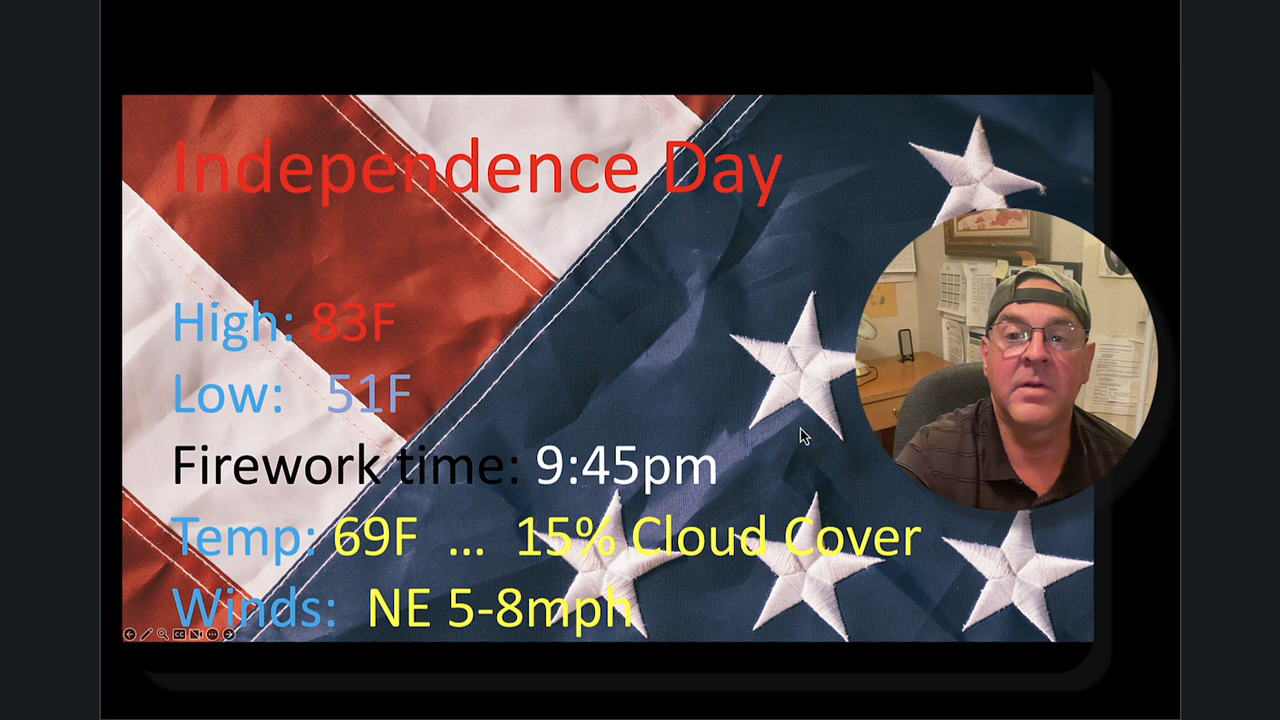 Independence Day
High: 83F
Low: 51F
Firework time: 9:45pm
Temp: 69F ... 15% Cloud Cover
Winds: NE 5-8mph